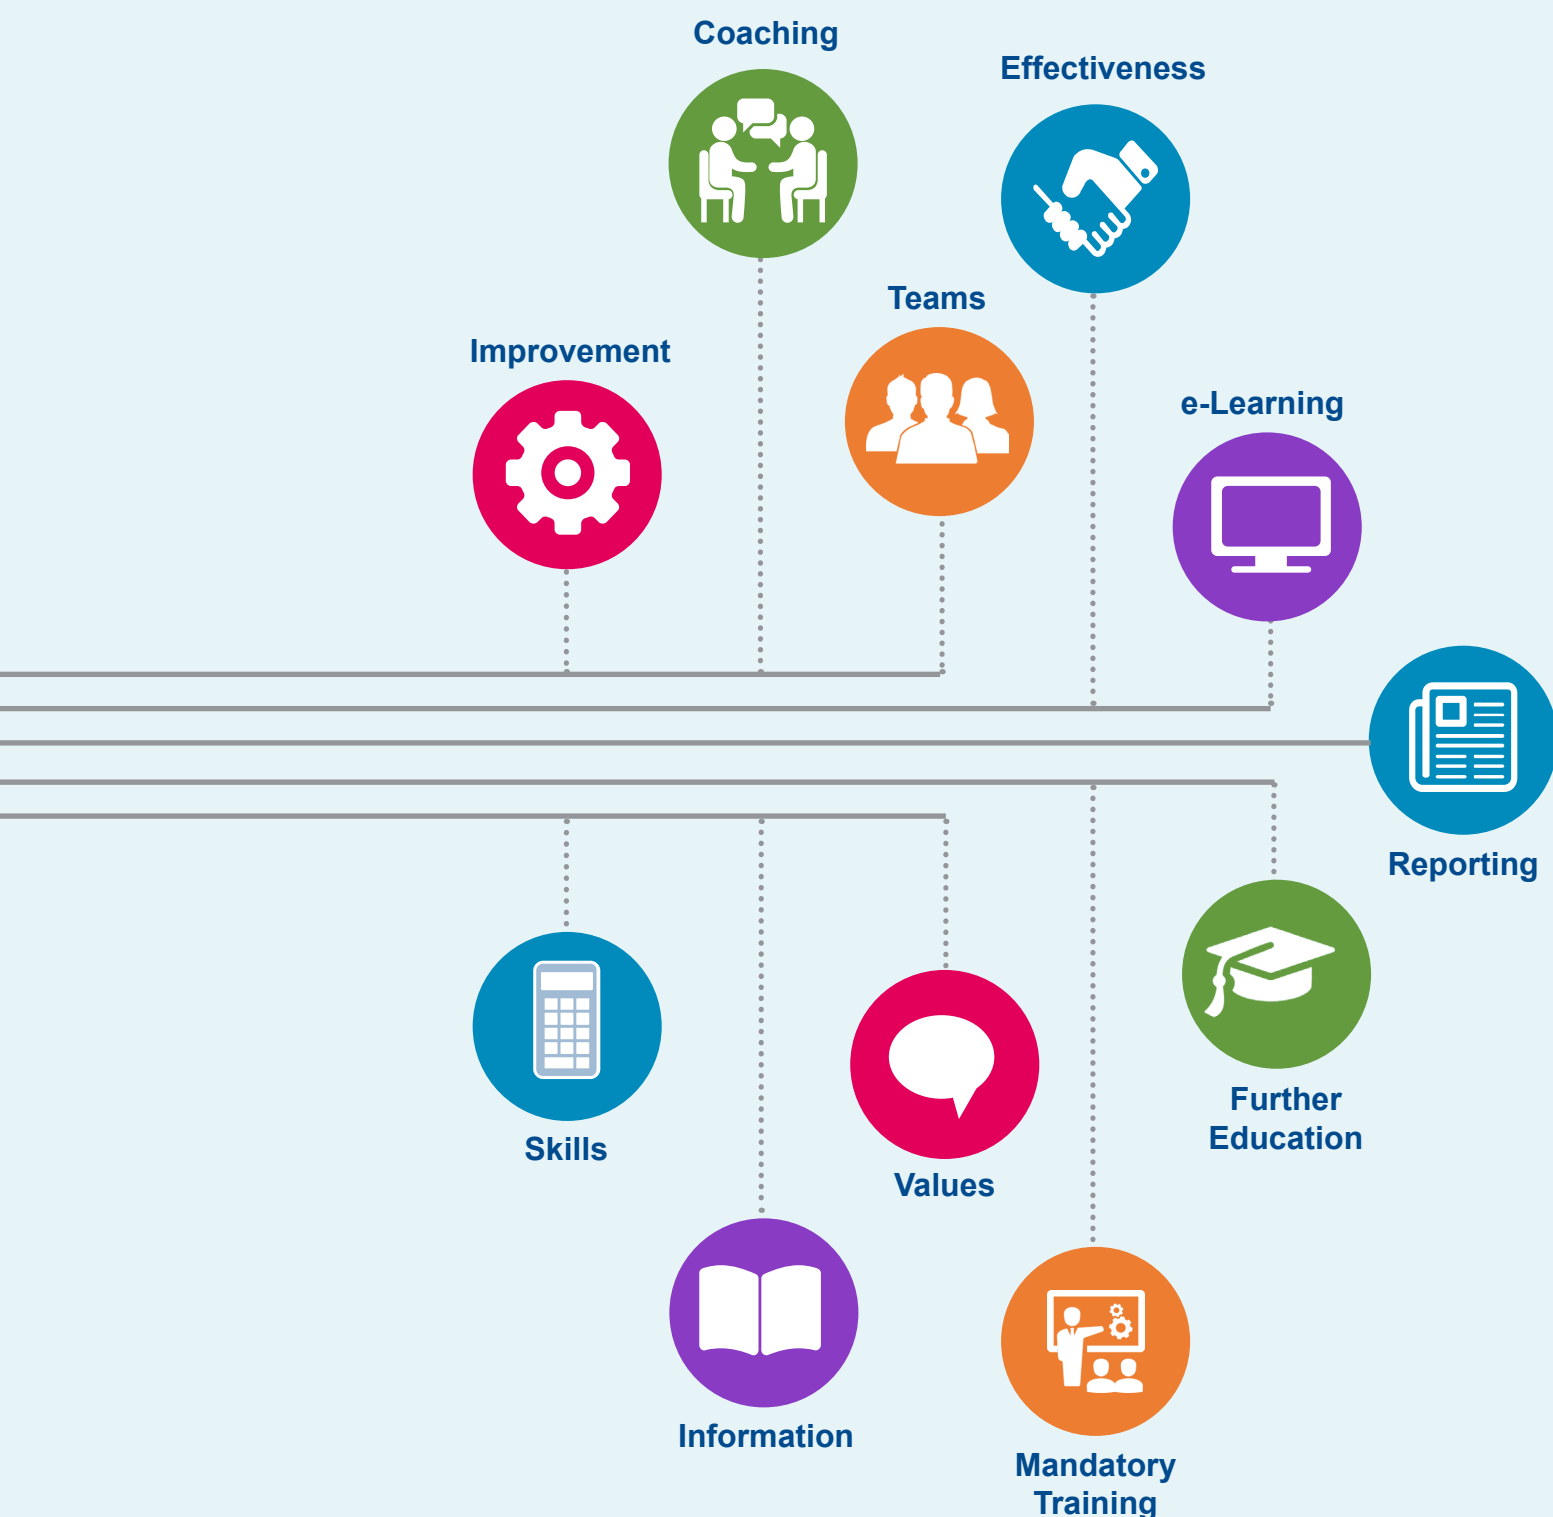 Coaching
Effectiveness
Teams
Improvement
e-Learning
Reporting
Further
Education
Skills
Values
Information
Mandatory
Training